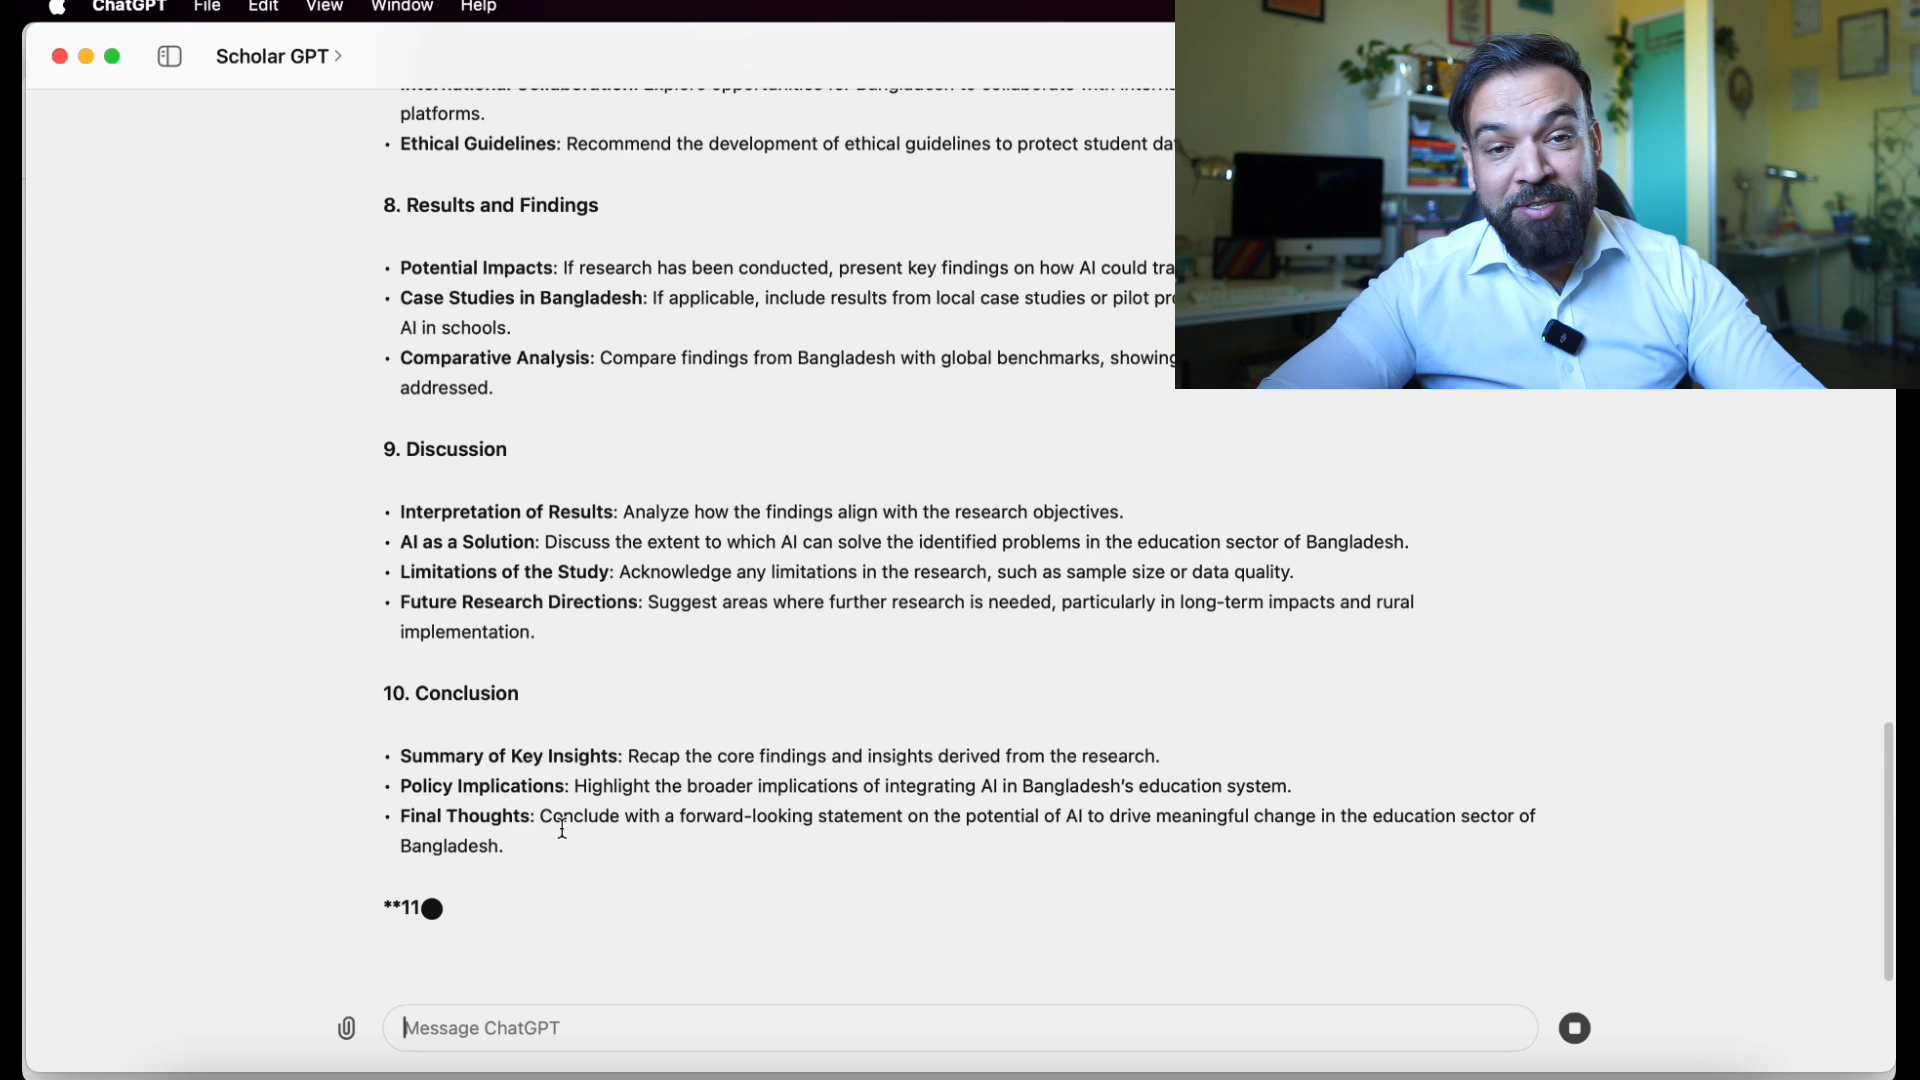 ChatGPT File Edit View Window Help
Scholar GPT
International Collaboration: Explore opportunities for Bangladesh to collaborate with
platforms.
• Ethical Guidelines: Recommend the development of ethical guidelines to protect student
8. Results and Findings
• Potential Impacts: If research has been conducted, present key findings on how AI could
• Case Studies in Bangladesh: If applicable, include results from local case studies or pilot
AI in schools.
• Comparative Analysis: Compare findings from Bangladesh with global benchmarks, showing
addressed.
9. Discussion
• Interpretation of Results: Analyze how the findings align with the research objectives.
• AI as a Solution: Discuss the extent to which AI can solve the identified problems in the education sector of Bangladesh.
• Limitations of the Study: Acknowledge any limitations in the research, such as sample size or data quality.
• Future Research Directions: Suggest areas where further research is needed, particularly in long-term impacts and rural
implementation.
10. Conclusion
• Summary of Key Insights: Recap the core findings and insights derived from the research.
• Policy Implications: Highlight the broader implications of integrating AI in Bangladesh’s education system.
• Final Thoughts: Conclude with a forward-looking statement on the potential of AI to drive meaningful change in the education sector of
Bangladesh.
**11
Message ChatGPT